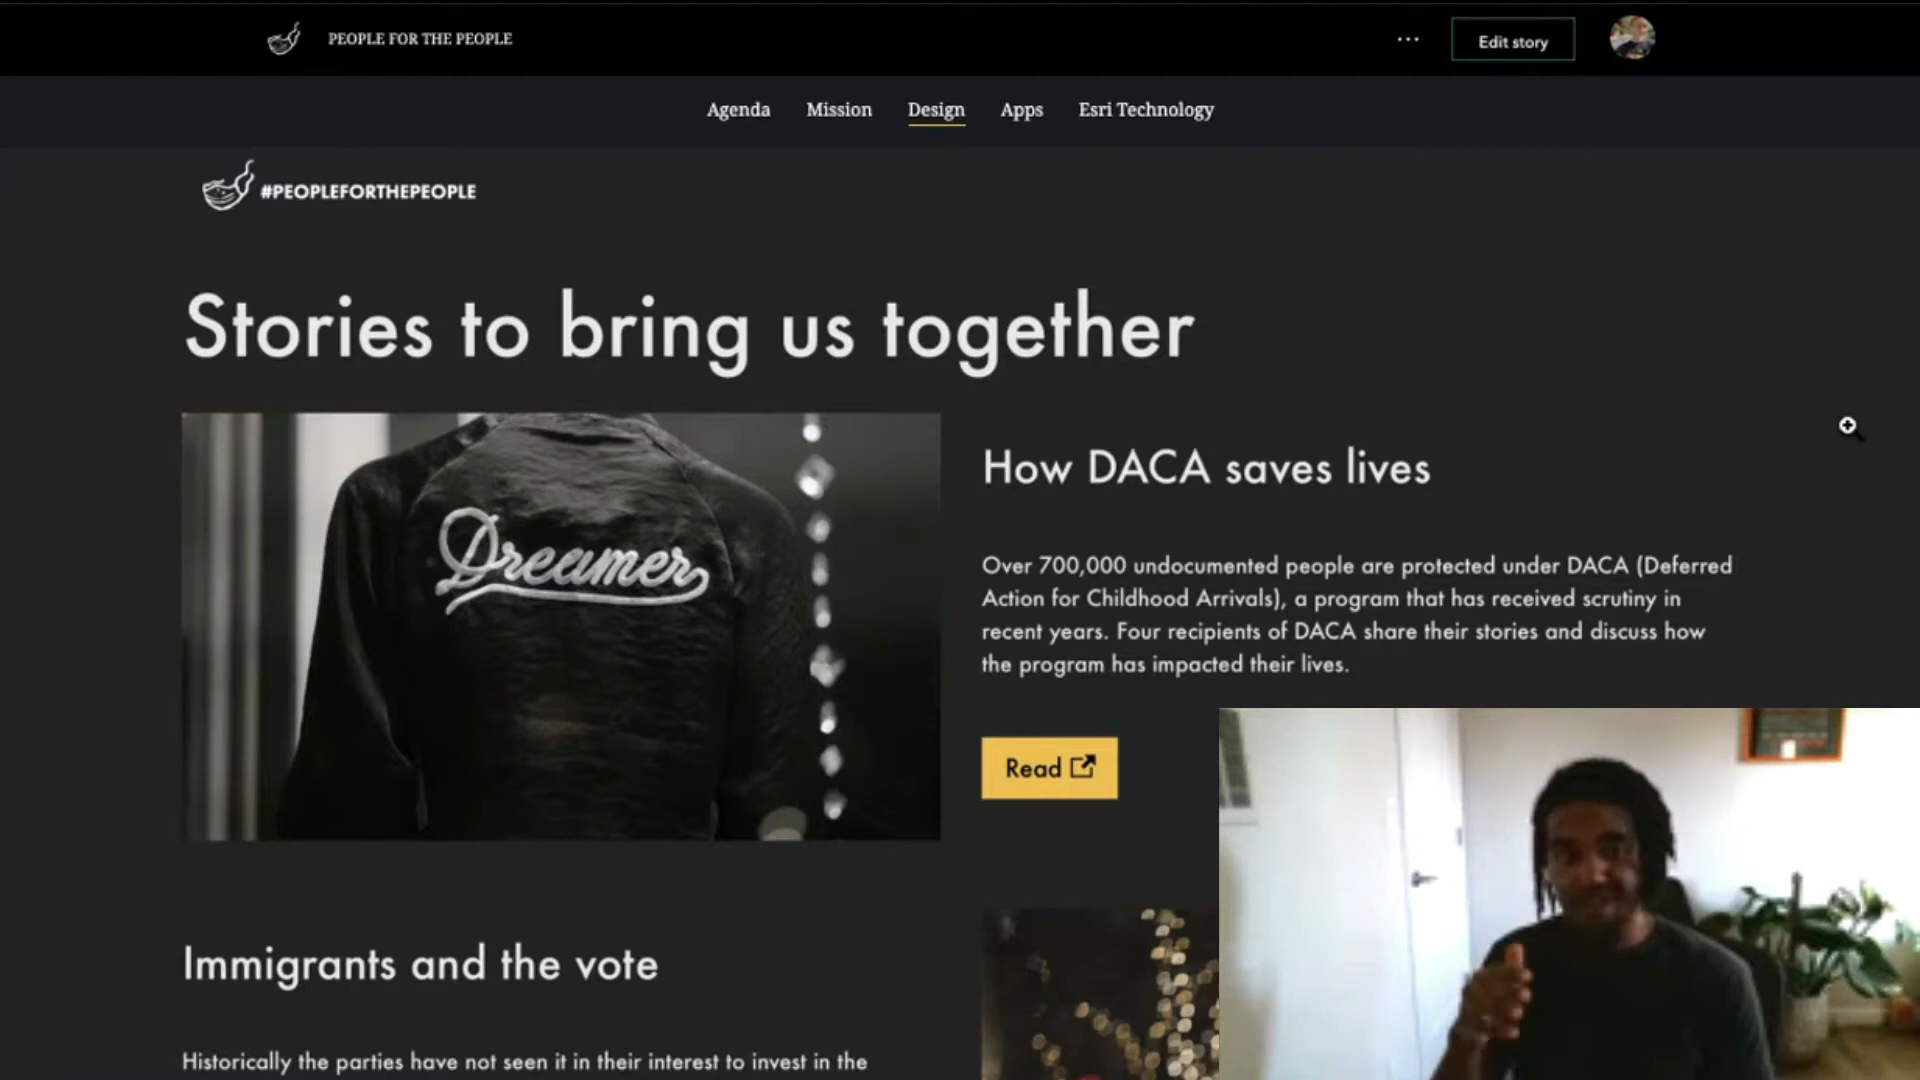 PEOPLE FOR THE PEOPLE
Edit story
Agenda Mission Design Apps Esri Technology
#PEOPLEFORTHEPEOPLE
Stories to bring us together
Dreamer
How DACA saves lives
Over 700,000 undocumented people are protected under DACA (Deferred
Action for Childhood Arrivals), a program that has received scrutiny in
recent years. Four recipients of DACA share their stories and discuss how
the program has impacted their lives.
Read
Immigrants and the vote
Historically the parties have not seen it in their interest to invest in the